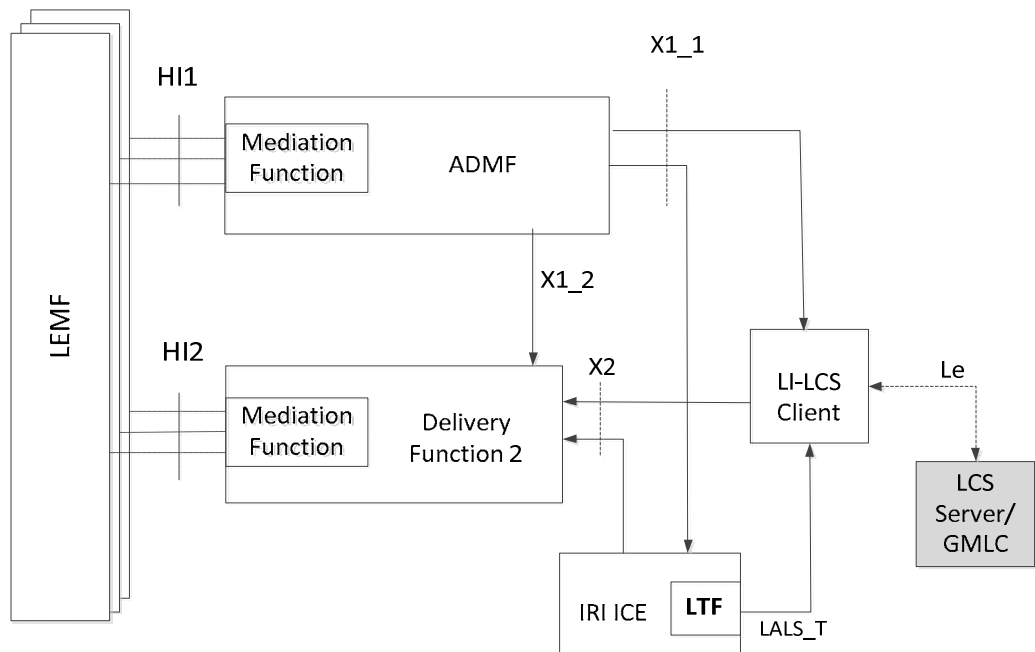 X1_1
HI1
Mediation
Function
ADMF
X1_2
LEMF
HI2
X2
Le
LI-LCS
Client
Mediation
Function
Delivery
Function 2
LCS
Server/
GMLC
IRI ICE
LTF
LALS_T